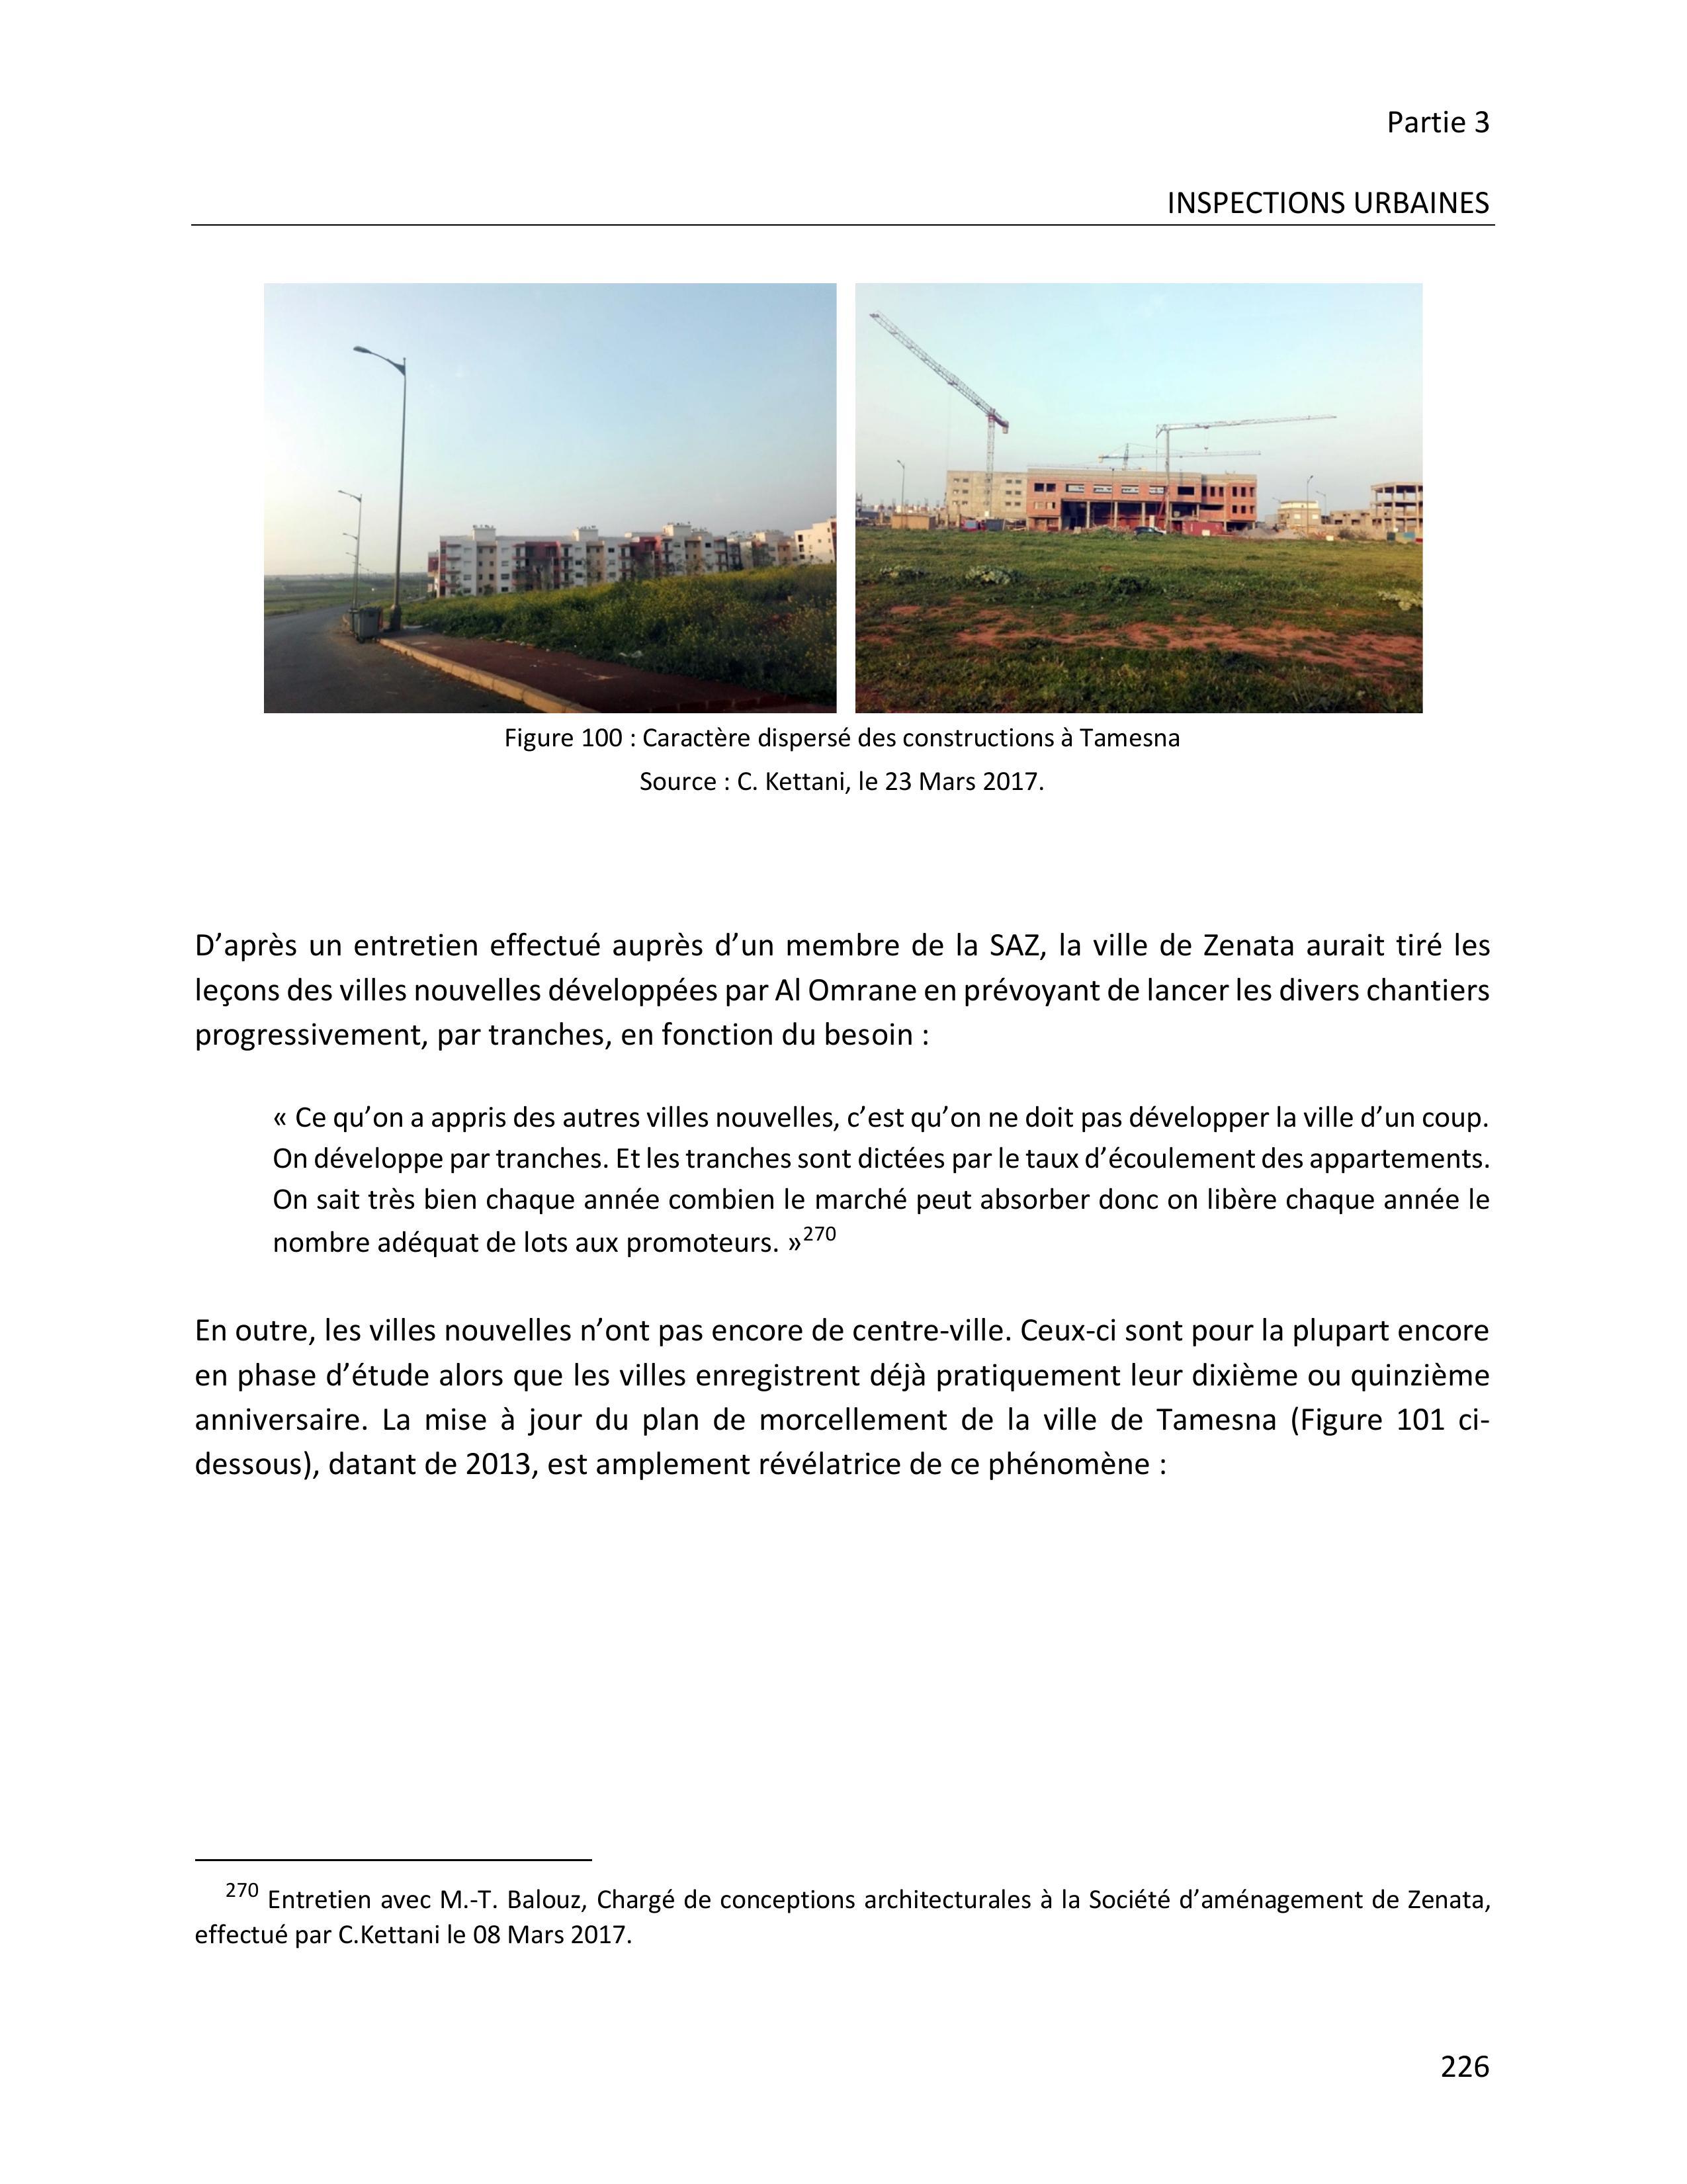 Partie 3
INSPECTIONS URBAINES
Figure 100 : Caractère dispersé des constructions à Tamesna
Source : C. Kettani, le 23 Mars 2017.
D’après un entretien effectué auprès d’un membre de la SAZ, la ville de Zenata aurait tiré les
leçons des villes nouvelles développées par Al Omrane en prévoyant de lancer les divers chantiers
progressivement, par tranches, en fonction du besoin :
« Ce qu’on a appris des autres villes nouvelles, c’est qu’on ne doit pas développer la ville d’un coup.
On développe par tranches. Et les tranches sont dictées par le taux d’écoulement des appartements.
On sait très bien chaque année combien le marché peut absorber donc on libère chaque année le
nombre adéquat de lots aux promoteurs. »270
En outre, les villes nouvelles n’ont pas encore de centre-ville. Ceux-ci sont pour la plupart encore
en phase d’étude alors que les villes enregistrent déjà pratiquement leur dixième ou quinzième
anniversaire. La mise à jour du plan de morcellement de la ville de Tamesna (Figure 101 ci-
dessous), datant de 2013, est amplement révélatrice de ce phénomène :
270 Entretien avec M.-T. Balouz, Chargé de conceptions architecturales à la Société d’aménagement de Zenata,
effectué par C.Kettani le 08 Mars 2017.
226